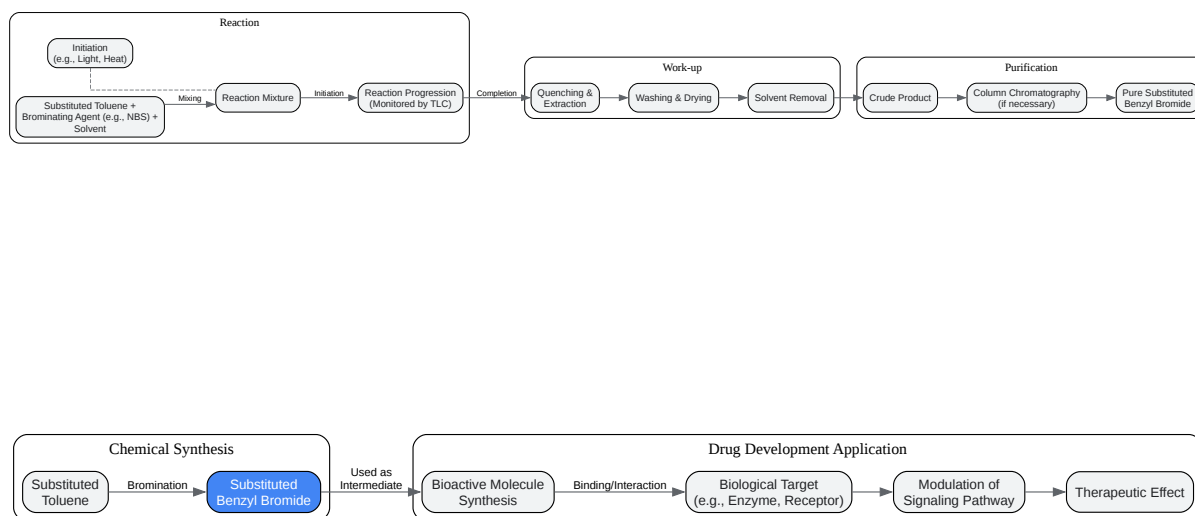 Reaction
Initiation
(e.g., Light, Heat)
Substituted Toluene +
Brominating Agent (e.g., NBS) +
Solvent
Mixing
Reaction Mixture
Initiation
Reaction Progression
(Monitored by TLC)
Completion
Work-up
Quenching &
Extraction
Washing & Drying
Solvent Removal
Purification
Crude Product
Column Chromatography
(if necessary)
Pure Substituted
Benzyl Bromide
Chemical Synthesis
Substituted
Toluene
Bromination
Substituted
Benzyl Bromide
Used as
Intermediate
Drug Development Application
Bioactive Molecule
Synthesis
Binding/Interaction
Biological Target
(e.g., Enzyme, Receptor)
Modulation of
Signaling Pathway
Therapeutic Effect